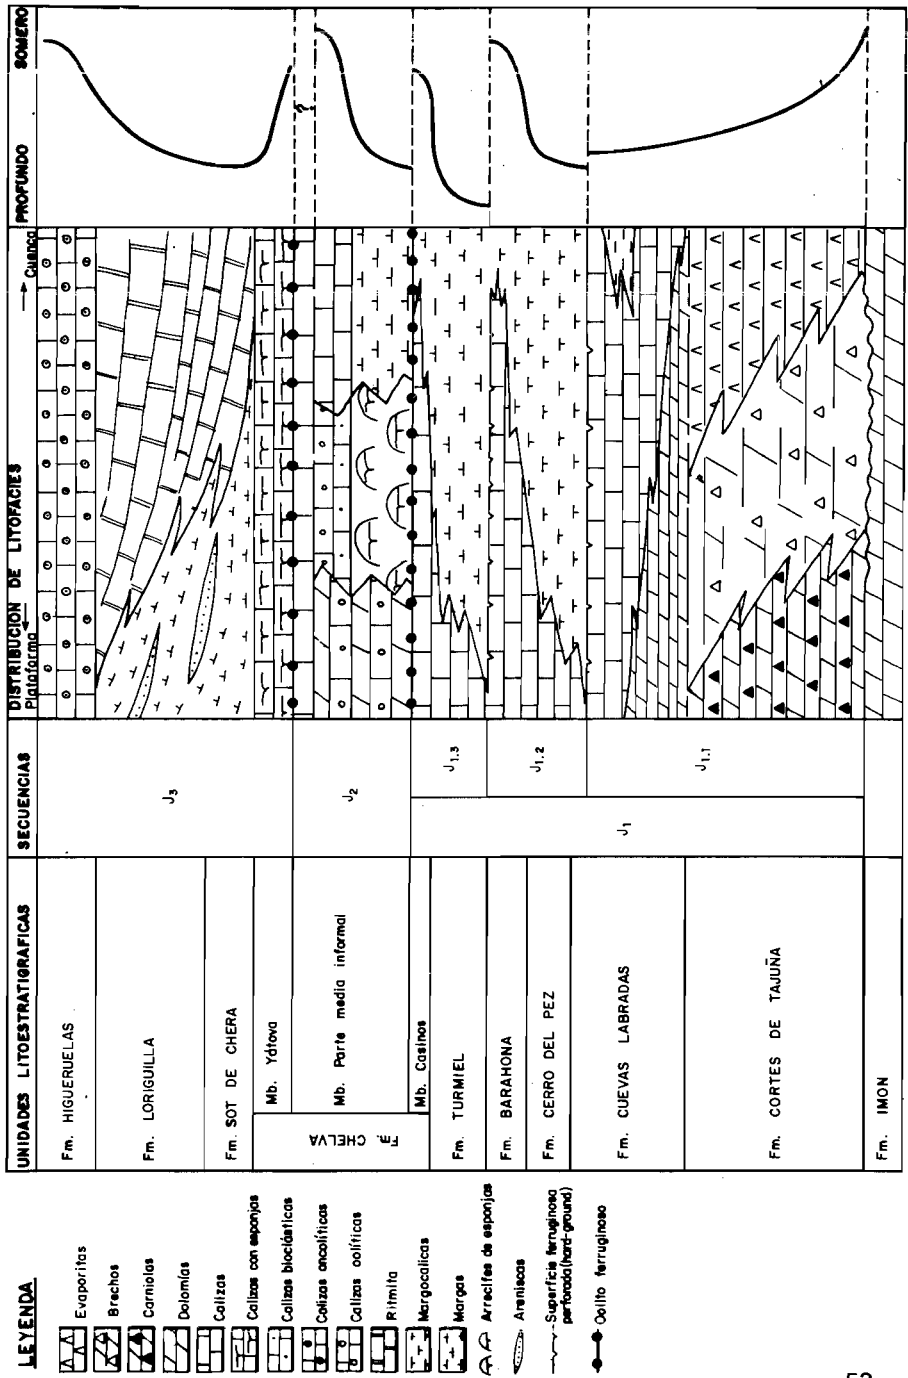 UNIDADES LITOESTRATIGRAFICAS
SECUENCIAS
DISTRIBUCION DE LITOFACIES
Plataforma
Cuenca
PROFUNDO
SOMERO
Fm. HIGUERUELAS
Fm. LORIGUILLA
Fm. SOT DE CHERA
Mb. Yátova
Mb. Parte media informal
Mb. Casinos
Fm. CHELVA
Fm. TURMIEL
Fm. BARAHONA
Fm. CERRO DEL PEZ
Fm. CUEVAS LABRADAS
Fm. CORTES DE TAJUÑA
Fm. IMON
J3
J2
J1.3
J1.2
J1.1
J1
?
LEYENDA
Evaporitas
Brechas
Carniolas
Dolomías
Calizas
Calizas con esponjas
Calizas bioclásticas
Calizas oncolíticas
Calizas oolíticas
Ritmita
Margocalicas
Margas
Arrecifes de esponjas
Areniscas
Superficie ferruginosa
perforada (hard-ground)
Oolito ferruginoso